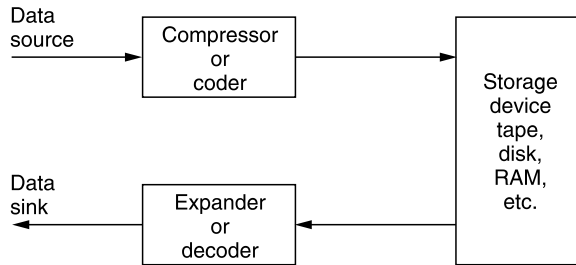 Data
source
Compressor
or
coder
Storage
device
tape,
disk,
RAM,
etc.
Data
sink
Expander
or
decoder